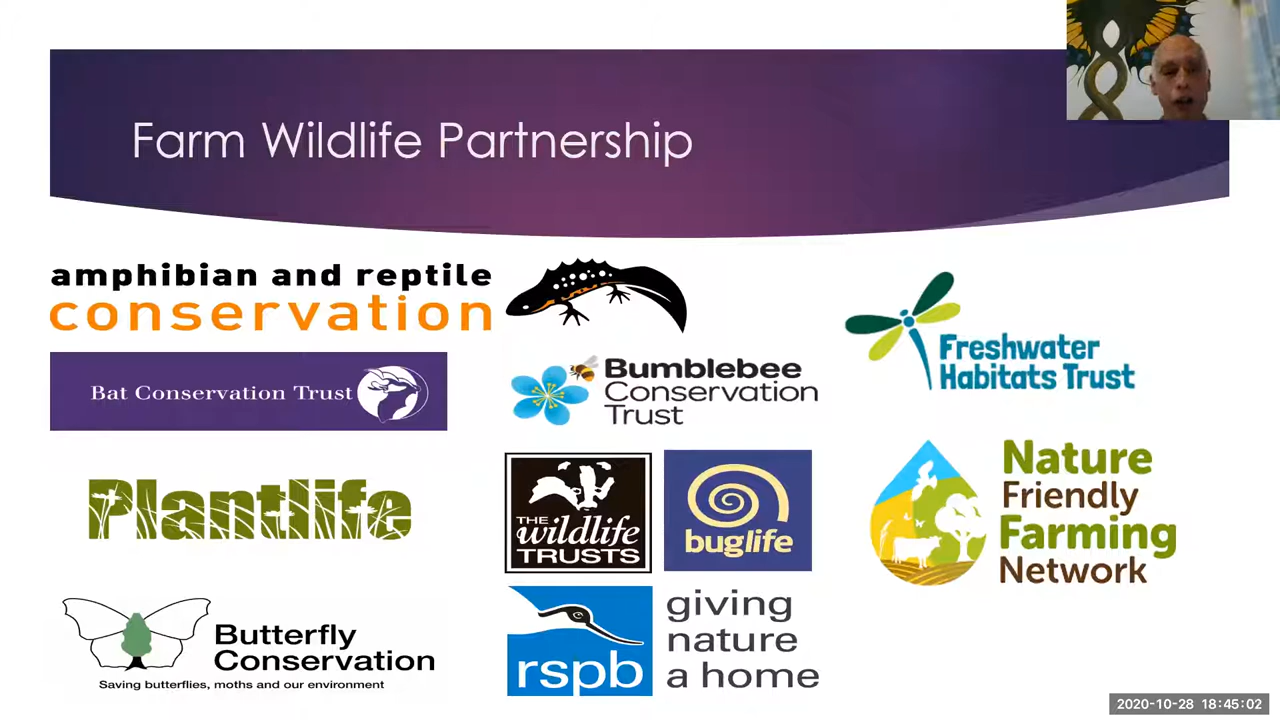 Farm Wildlife Partnership
amphibian and reptile
conservation
Freshwater
Habitats Trust
Bat Conservation Trust
Bumblebee
Conservation
Trust
Plantlife
THE
wildlife
TRUSTS
buglife
Nature
Friendly
Farming
Network
Butterfly
Conservation
Saving butterflies, moths and our environment
rspb
giving
nature
a home
2020-10-28 18:45:02